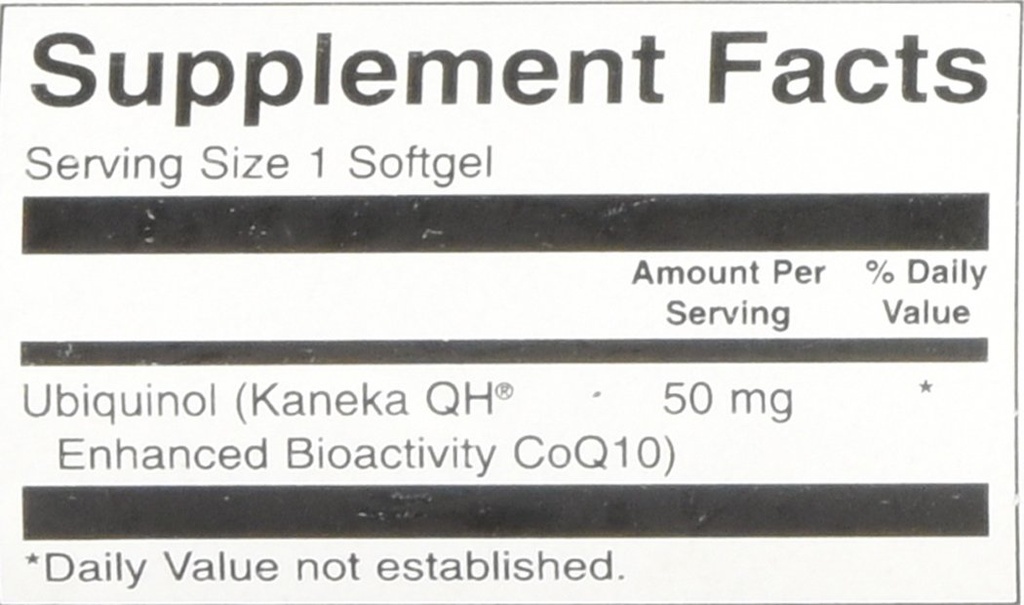 Supplement Facts
Serving Size 1 Softgel
Amount Per % Daily
Serving Value
Ubiquinol (Kaneka QH® 50 mg *
Enhanced Bioactivity CoQ10)
*Daily Value not established.